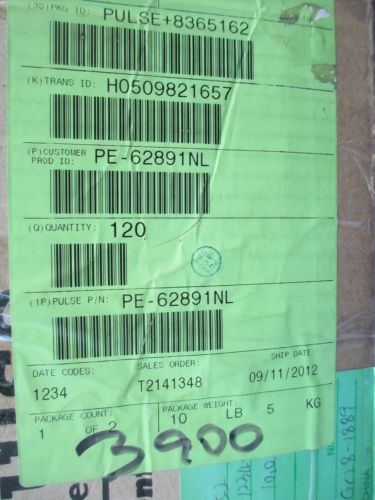 (3S)PKG ID: PULSE+8365162
(K)TRANS ID: H0509821657
(P)CUSTOMER
PROD ID: PE-62891NL
(Q)QUANTITY: 120
(1P)PULSE P/N: PE-62891NL
DATE CODES: SALES ORDER: SHIP DATE:
1234 T2141348 09/11/2012
PACKAGE COUNT: PACKAGE WEIGHT:
1 OF 2 10 LB 5 KG
3900